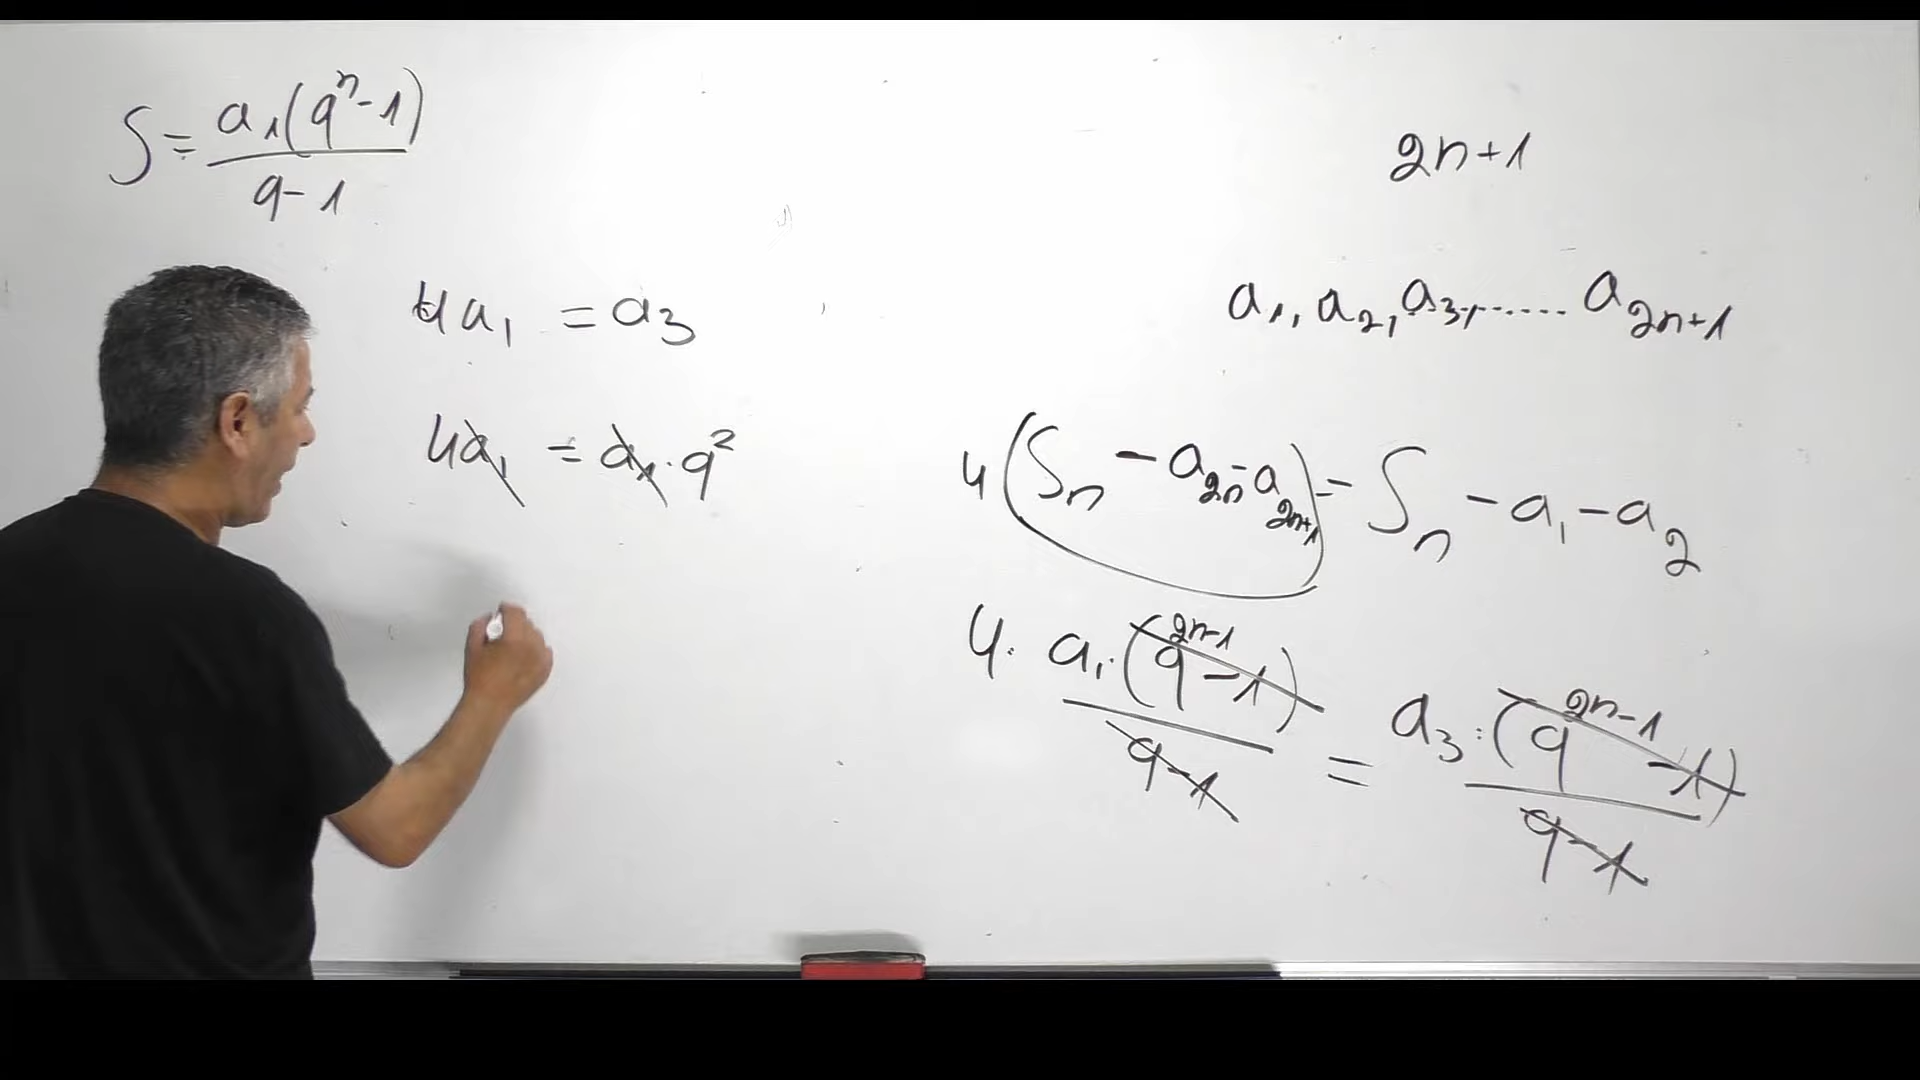 S = a₁(qⁿ-1) / q-1
4a₁ = a₃
4a₁ = a₁·q²
2n+1
a₁, a₂, a₃, ...... a₂ₙ₊₁
4(Sₙ - a₂ₙ - a₂ₙ₊₁) = Sₙ - a₁ - a₂
4· a₁·(q²ⁿ⁻¹-1) / q-1 = a₃·(q²ⁿ⁻¹-1) / q-1